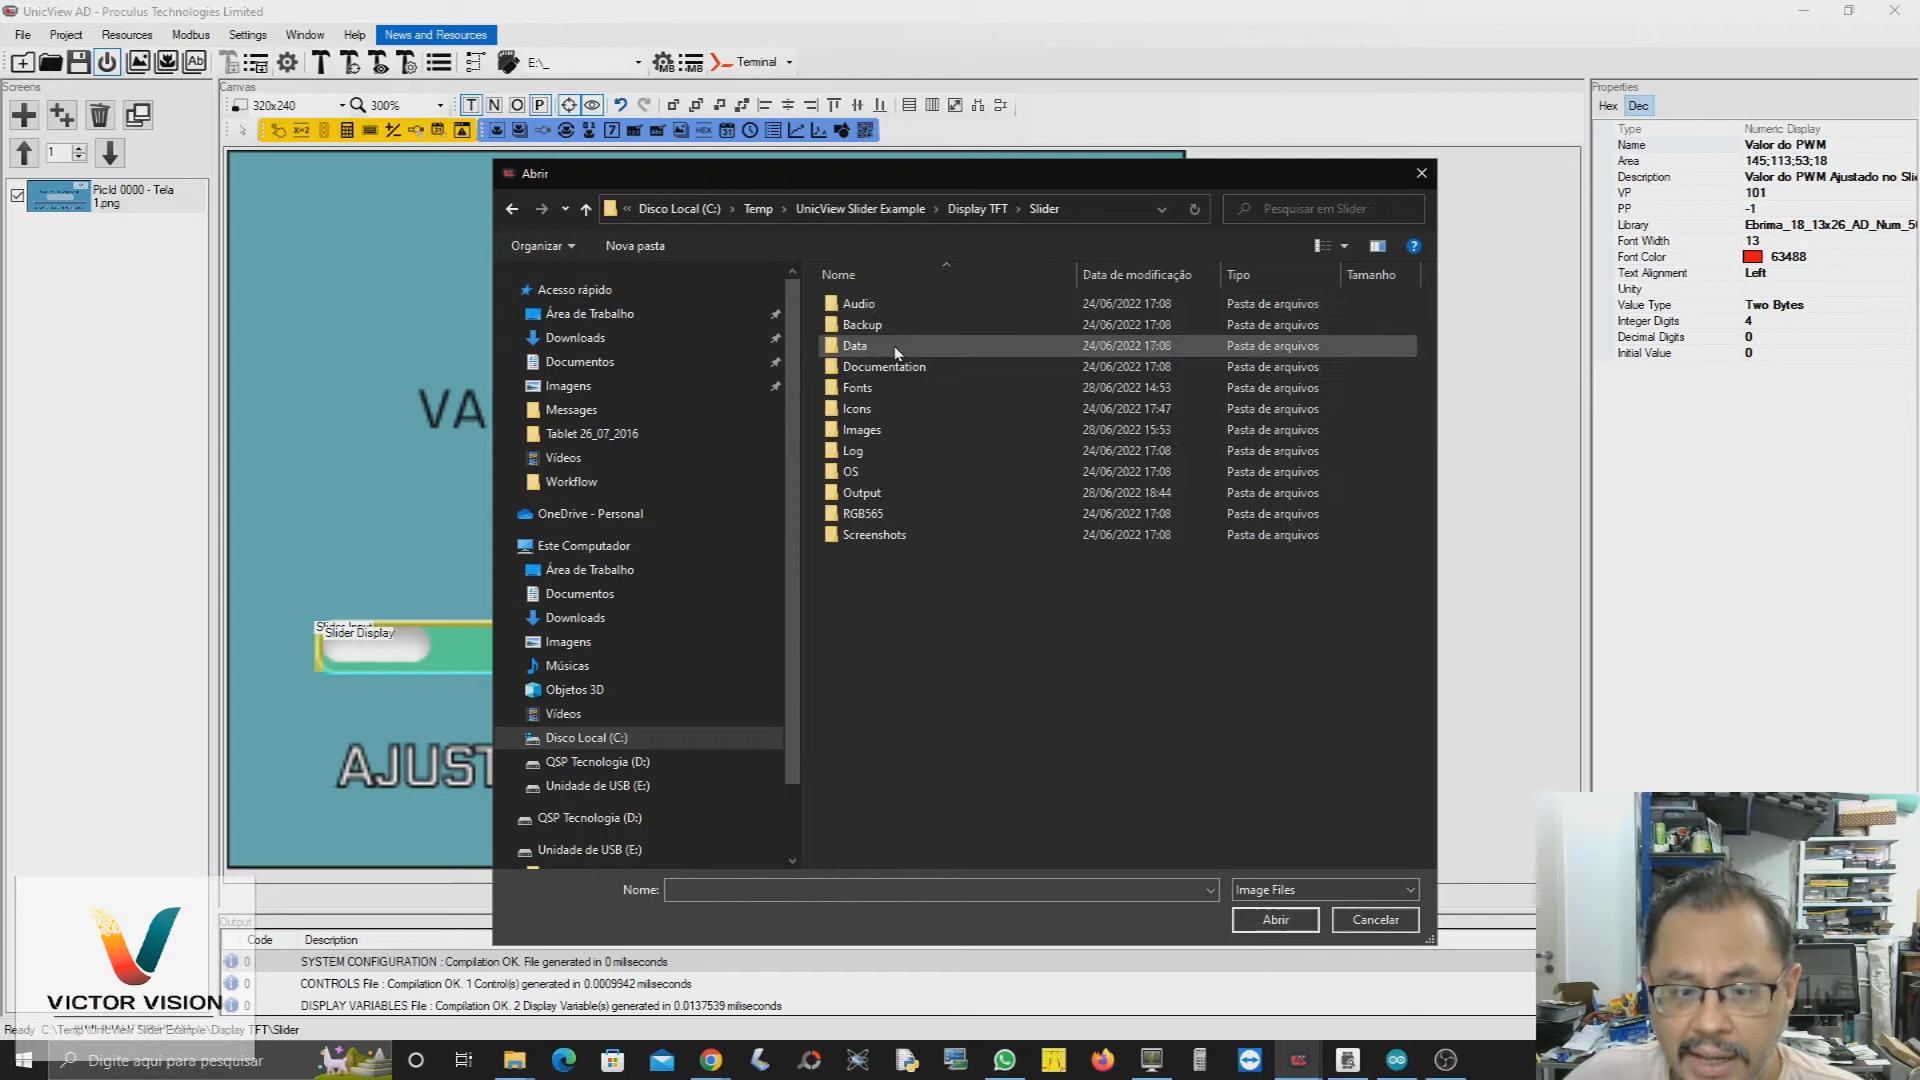 UnicView AD - Proculus Technologies Limited
File Project Resources Modbus Settings Window Help News and Resources
E:\_ Terminal
Screens
Canvas
Properties
320x240 300% T N O P
Hex Dec
1
PicId 0000 - Tela
1.png
Type Numeric Display
Name Valor do PWM
Area 145;113;53;18
Description Valor do PWM Ajustado no Sli
VP 101
PP -1
Library Ebrima_18_13x26_AD_Num_5
Font Width 13
Font Color 63488
Text Alignment Left
Unity
Value Type Two Bytes
Integer Digits 4
Decimal Digits 0
Initial Value 0
VA
Slider Input
Slider Display
AJUST
Abrir
« Disco Local (C:) › Temp › UnicView Slider Example › Display TFT › Slider
Pesquisar em Slider
Organizar Nova pasta
Acesso rápido
Área de Trabalho
Downloads
Documentos
Imagens
Messages
Tablet 26_07_2016
Vídeos
Workflow
OneDrive - Personal
Este Computador
Área de Trabalho
Documentos
Downloads
Imagens
Músicas
Objetos 3D
Vídeos
Disco Local (C:)
QSP Tecnologia (D:)
Unidade de USB (E:)
QSP Tecnologia (D:)
Unidade de USB (E:)
Nome Data de modificação Tipo Tamanho
Audio 24/06/2022 17:08 Pasta de arquivos
Backup 24/06/2022 17:08 Pasta de arquivos
Data 24/06/2022 17:08 Pasta de arquivos
Documentation 24/06/2022 17:08 Pasta de arquivos
Fonts 28/06/2022 14:53 Pasta de arquivos
Icons 24/06/2022 17:47 Pasta de arquivos
Images 28/06/2022 15:53 Pasta de arquivos
Log 24/06/2022 17:08 Pasta de arquivos
OS 24/06/2022 17:08 Pasta de arquivos
Output 28/06/2022 18:44 Pasta de arquivos
RGB565 24/06/2022 17:08 Pasta de arquivos
Screenshots 24/06/2022 17:08 Pasta de arquivos
Nome: Image Files
Abrir Cancelar
Output
Code Description
0 SYSTEM CONFIGURATION : Compilation OK. File generated in 0 miliseconds
0 CONTROLS File : Compilation OK. 1 Control(s) generated in 0.0009942 miliseconds
0 DISPLAY VARIABLES File : Compilation OK. 2 Display Variable(s) generated in 0.0137539 miliseconds
VICTOR VISION
Ready C:\Temp\UnicView Slider Example\Display TFT\Slider
Digite aqui para pesquisar